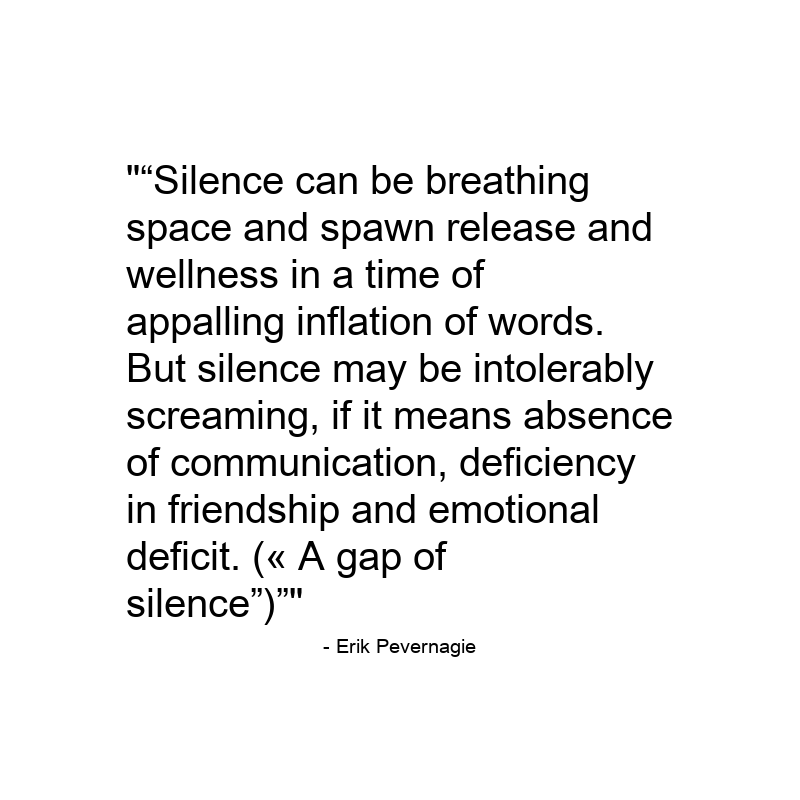 "“Silence can be breathing
space and spawn release and
wellness in a time of
appalling inflation of words.
But silence may be intolerably
screaming, if it means absence
of communication, deficiency
in friendship and emotional
deficit. (« A gap of
silence”)”"
- Erik Pevernagie